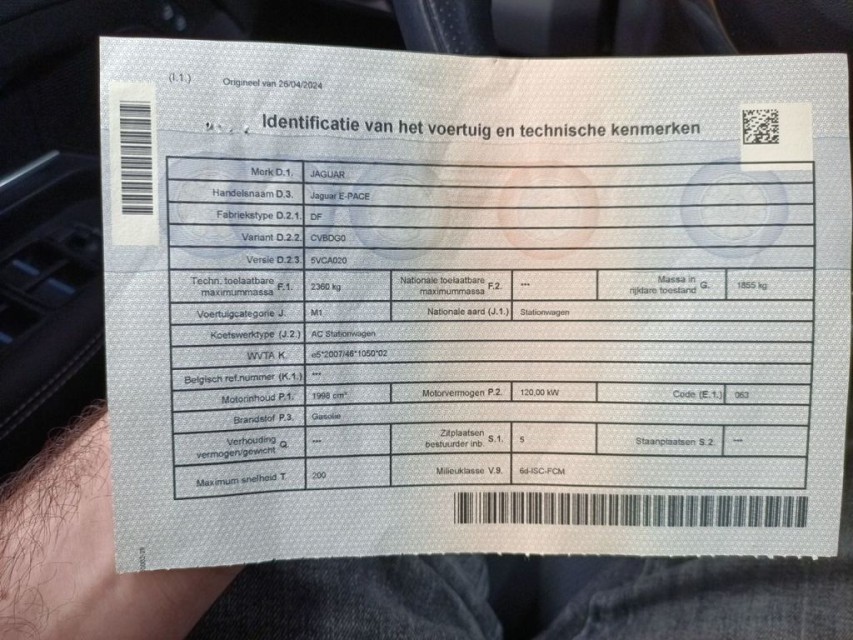 (I.1.) Origineel van 26/04/2024
Identificatie van het voertuig en technische kenmerken
Merk D.1. JAGUAR
Handelsnaam D.3. Jaguar E-PACE
Fabriekstype D.2.1. DF
Variant D.2.2. CVBDG0
Versie D.2.3. 5VCA020
Techn. toelaatbare maximummassa F.1. 2360 kg Nationale toelaatbare maximummassa F.2. *** Massa in rijklare toestand G. 1855 kg
Voertuigcategorie J. M1 Nationale aard (J.1.) Stationwagen
Koetswerktype (J.2.) AC Stationwagen
WVTA K. e5*2007/46*1050*02
Belgisch ref.nummer (K.1.) ***
Motorinhoud P.1. 1998 cm³ Motorvermogen P.2. 120,00 kW Code (E.1.) 063
Brandstof P.3. Gasolie
Verhouding vermogen/gewicht Q. *** Zitplaatsen bestuurder inb. S.1. 5 Staanplaatsen S.2. ***
Maximum snelheid T. 200 Milieuklasse V.9. 6d-ISC-FCM